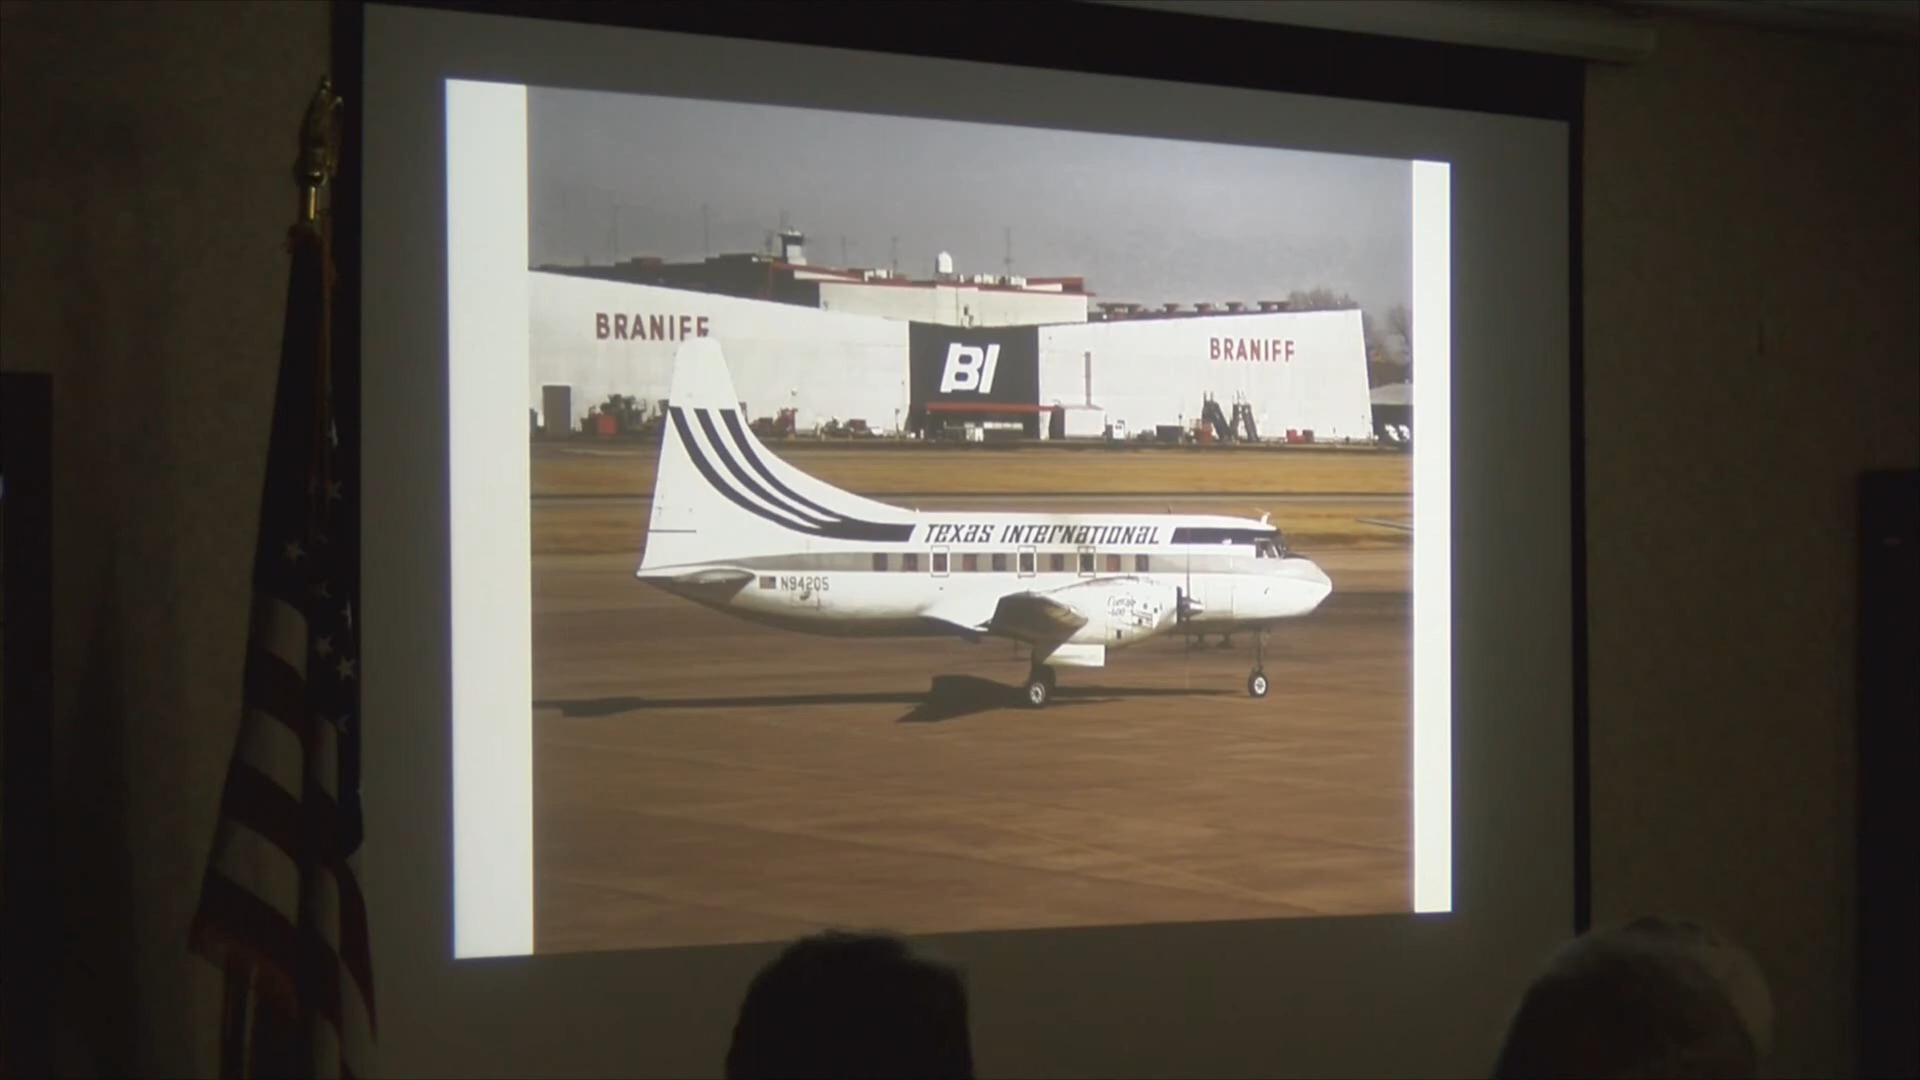 BRANIFF
BI
BRANIFF
TEXAS INTERNATIONAL
N94205